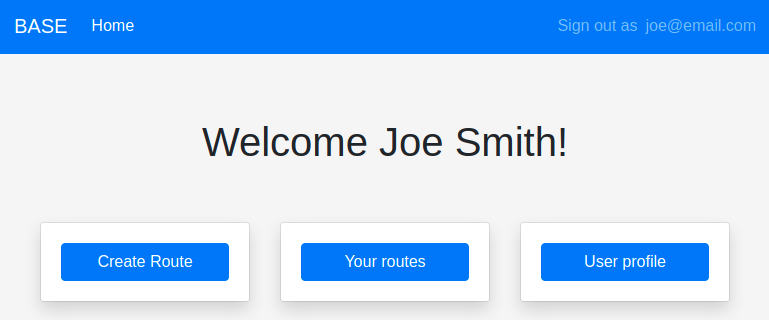 BASE Home Sign out as joe@email.com
Welcome Joe Smith!
Create Route Your routes User profile